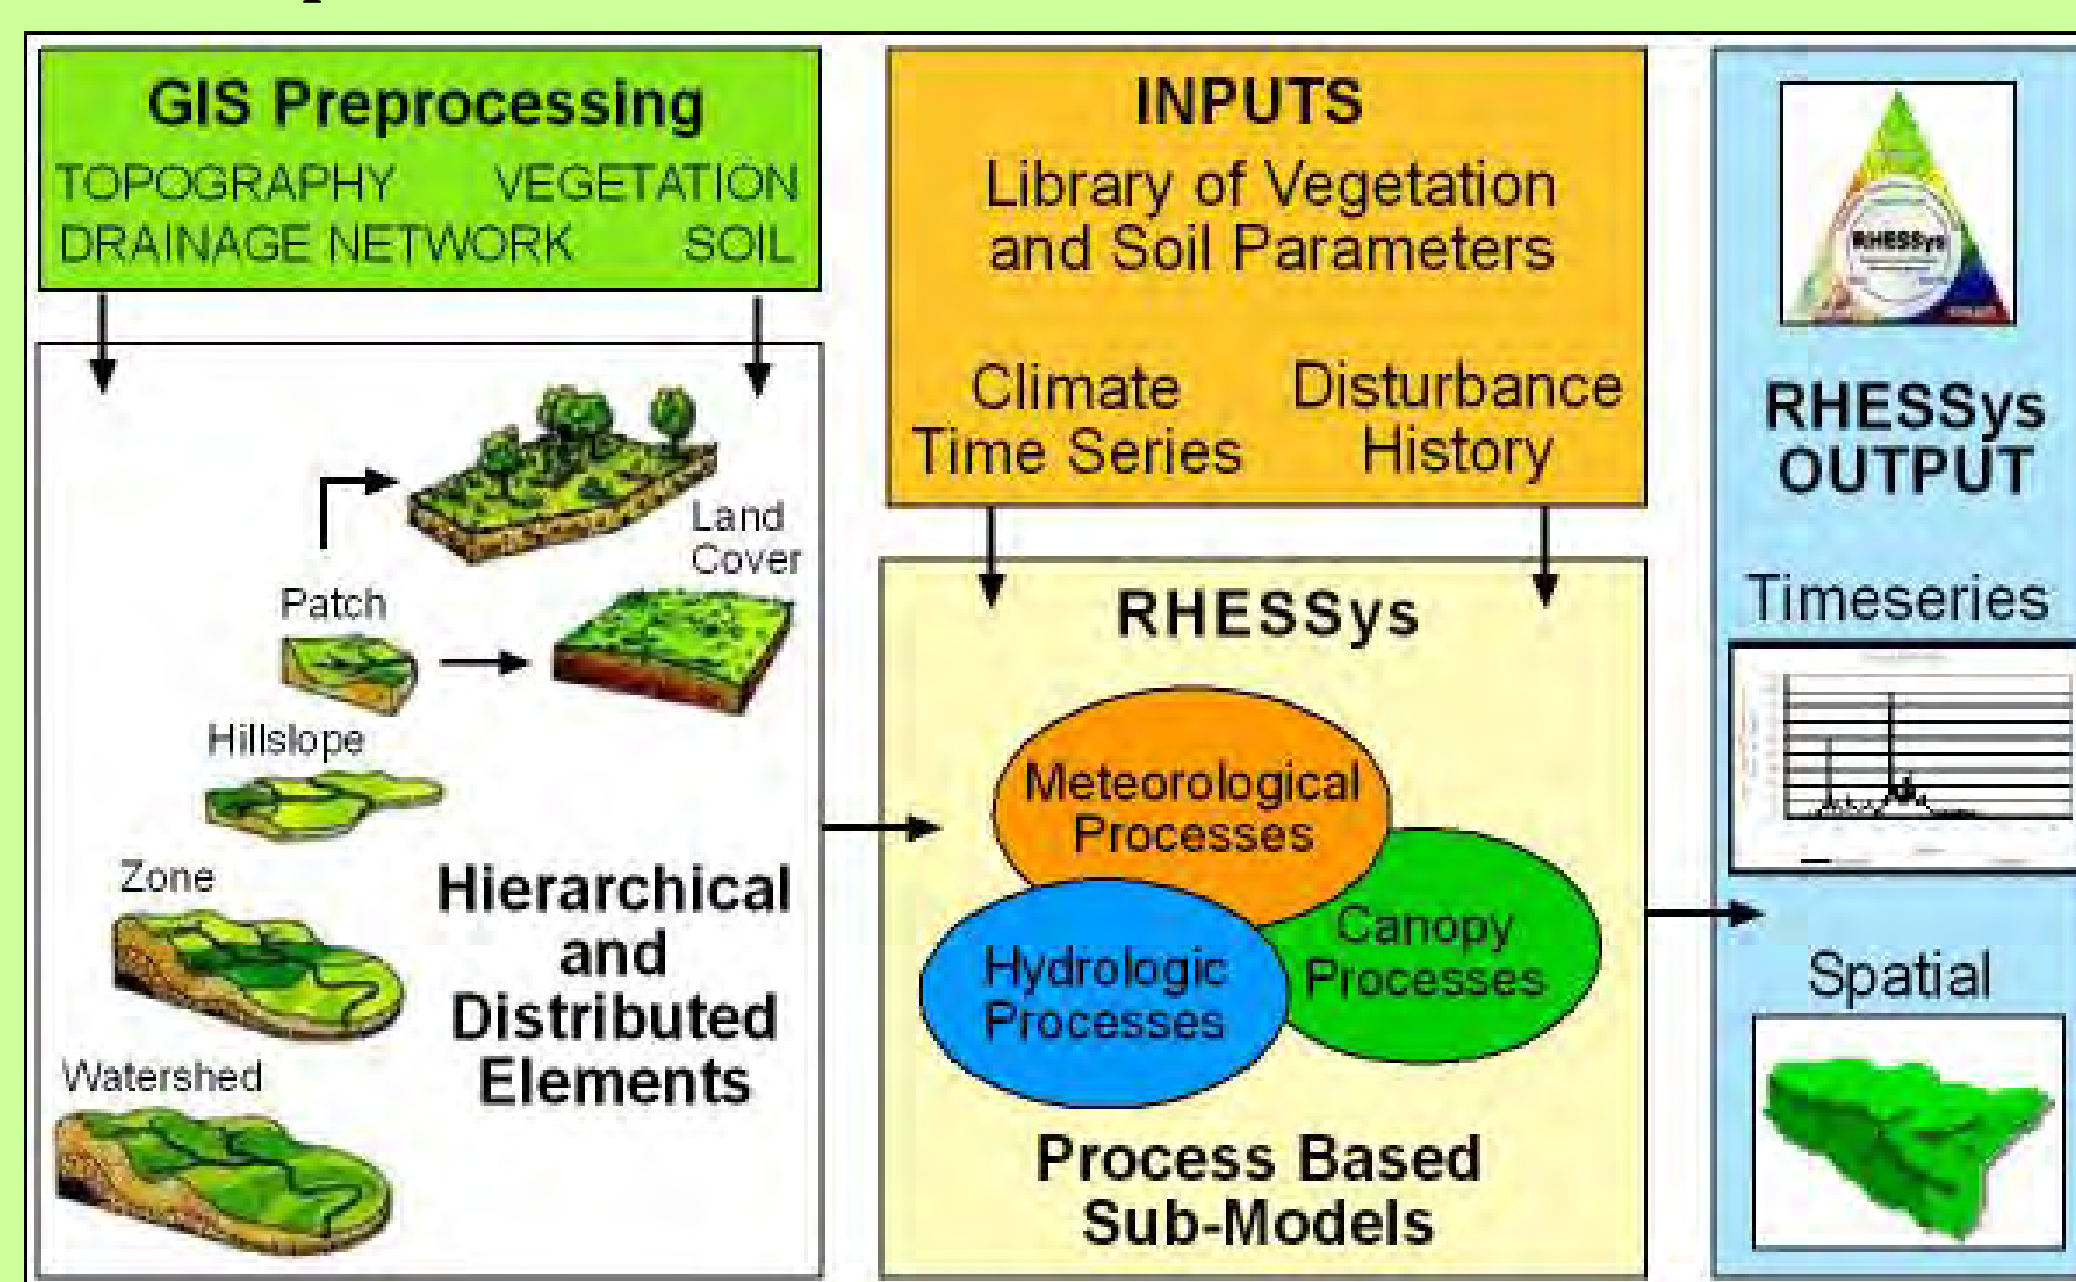 GIS Preprocessing
TOPOGRAPHY VEGETATION
DRAINAGE NETWORK SOIL
Land
Cover
Patch
Hillslope
Zone
Hierarchical
and
Distributed
Elements
Watershed
INPUTS
Library of Vegetation
and Soil Parameters
Climate
Time Series
Disturbance
History
RHESSys
Meteorological
Processes
Canopy
Processes
Hydrologic
Processes
Process Based
Sub-Models
RHESSys
RHESSys
OUTPUT
Timeseries
Spatial